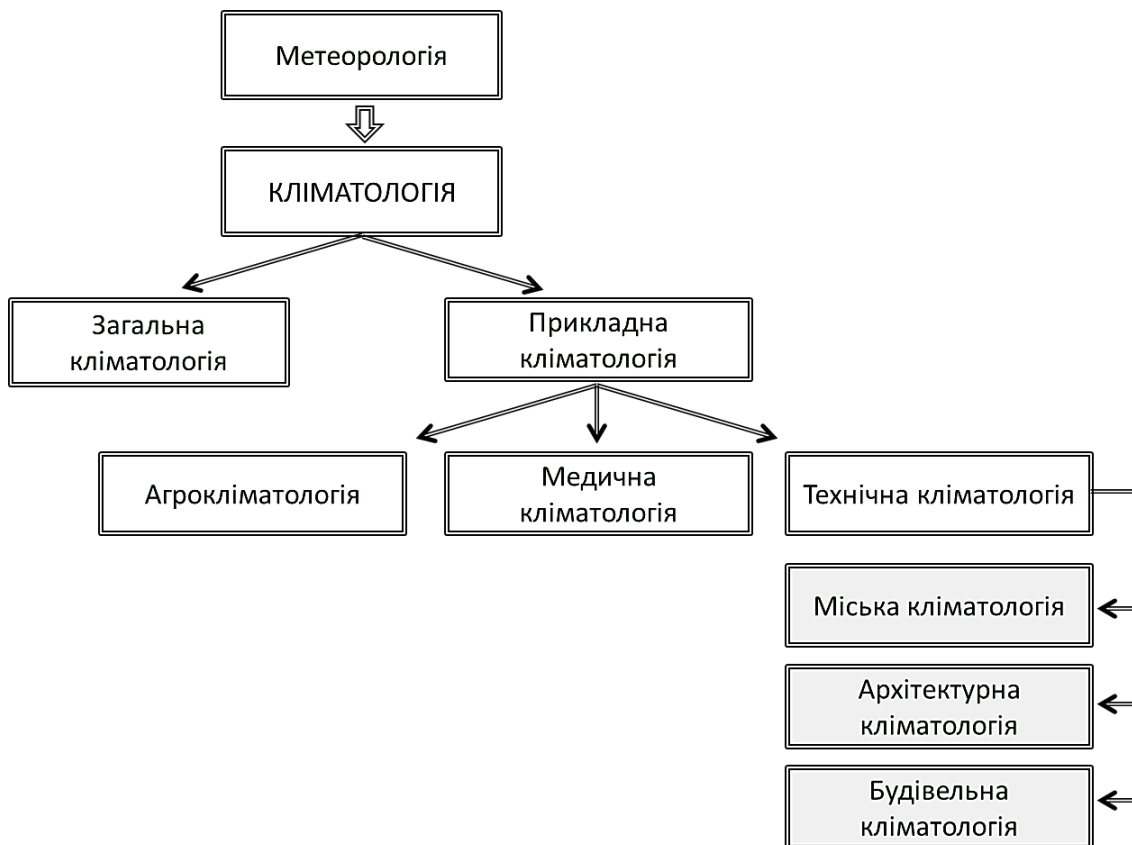 Метеорологія
КЛІМАТОЛОГІЯ
Загальна
кліматологія
Прикладна
кліматологія
Агрокліматологія
Медична
кліматологія
Технічна кліматологія
Міська кліматологія
Архітектурна
кліматологія
Будівельна
кліматологія